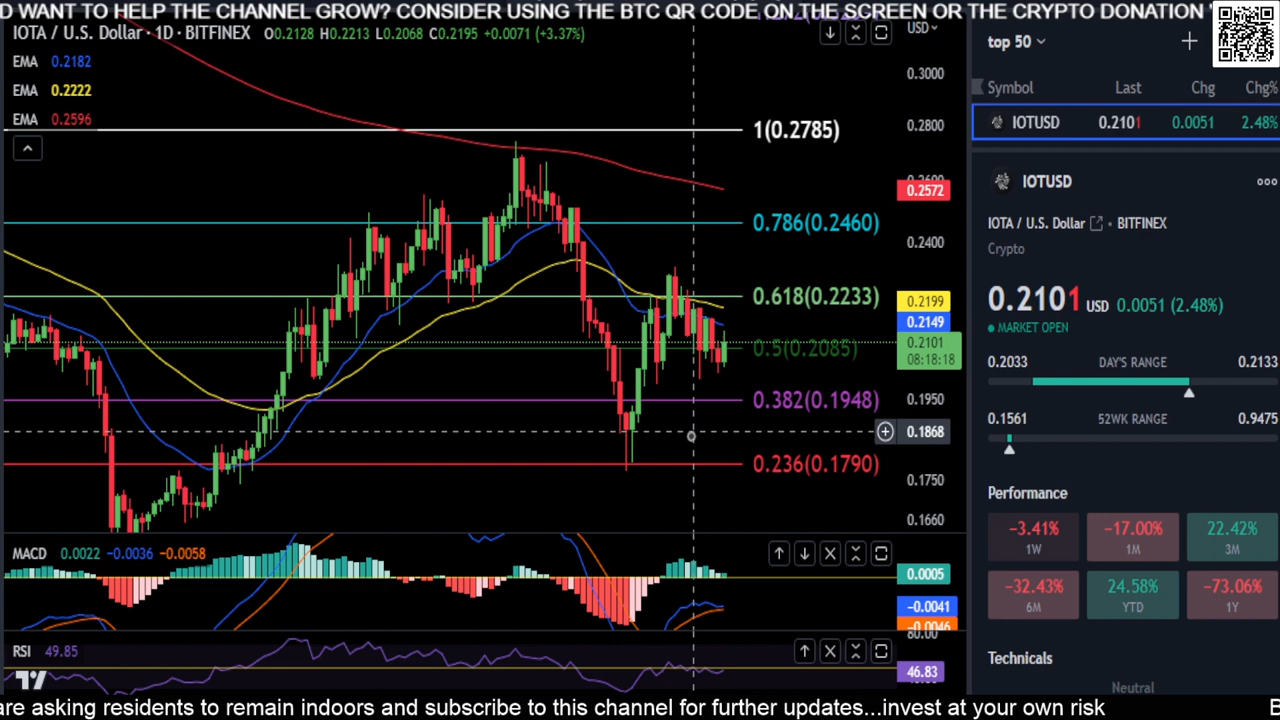 D WANT TO HELP THE CHANNEL GROW? CONSIDER USING THE BTC QR CODE ON THE SCREEN OR THE CRYPTO DONATION
IOTA / U.S. Dollar · 1D · BITFINEX O0.2128 H0.2213 L0.2068 C0.2195 +0.0071 (+3.37%)
USD
EMA 0.2182
EMA 0.2222
EMA 0.2596
0.3000
0.2800
0.2572
0.2400
0.2199
0.2149
0.2101
08:18:18
0.1950
0.1868
0.1750
0.1660
1(0.2785)
0.786(0.2460)
0.618(0.2233)
0.5(0.2085)
0.382(0.1948)
0.236(0.1790)
MACD 0.0022 −0.0036 −0.0058
0.0005
−0.0041
−0.0046
80.00
RSI 49.85
46.83
top 50
Symbol Last Chg Chg%
IOTUSD 0.2101 0.0051 2.48%
IOTUSD
IOTA / U.S. Dollar · BITFINEX
Crypto
0.2101 USD 0.0051 (2.48%)
MARKET OPEN
0.2033 DAY'S RANGE 0.2133
0.1561 52WK RANGE 0.9475
Performance
−3.41% −17.00% 22.42%
1W 1M 3M
−32.43% 24.58% −73.06%
6M YTD 1Y
Technicals
Neutral
are asking residents to remain indoors and subscribe to this channel for further updates...invest at your own risk